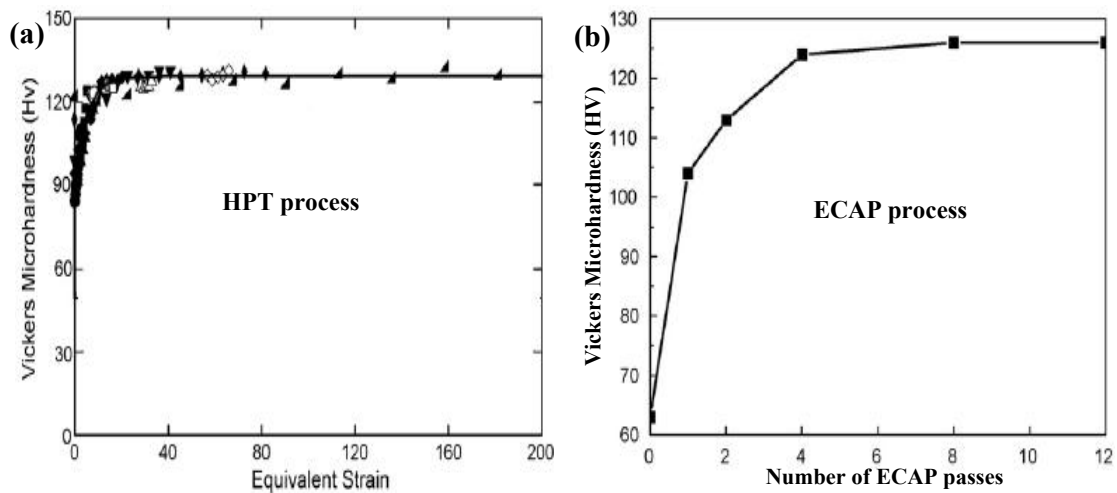 (a)
150
120
90
60
30
0
Vickers Microhardness (Hv)
HPT process
0 40 80 120 160 200
Equivalent Strain
(b)
130
120
110
100
90
80
70
60
Vickers Microhardness (HV)
ECAP process
0 2 4 6 8 10 12
Number of ECAP passes